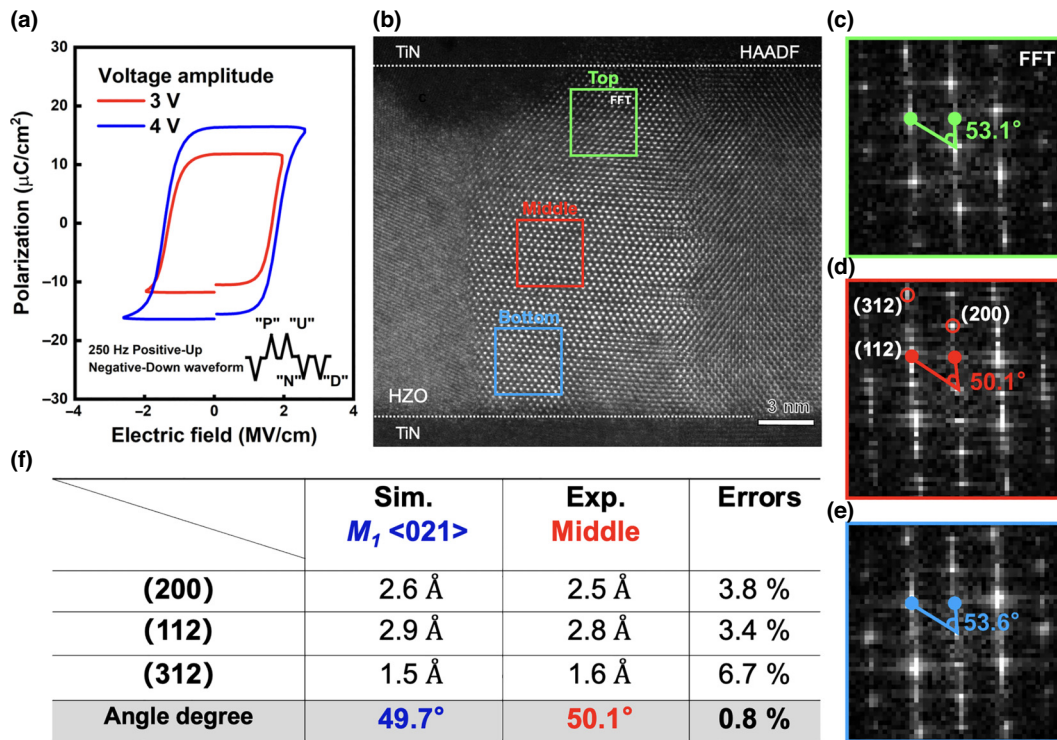 (a)
Voltage amplitude
3 V
4 V
30
20
10
0
−10
−20
−30
Polarization (μC/cm²)
"P" "U"
250 Hz Positive-Up
Negative-Down waveform
"N" "D"
−4 −2 0 2 4
Electric field (MV/cm)
(b)
TiN
HAADF
Top
FFT
Middle
Bottom
HZO
3 nm
TiN
(c)
FFT
53.1°
(d)
(312)
(200)
(112)
50.1°
(e)
53.6°
(f)
Sim. Exp. Errors
M1 <021> Middle
(200) 2.6 Å 2.5 Å 3.8 %
(112) 2.9 Å 2.8 Å 3.4 %
(312) 1.5 Å 1.6 Å 6.7 %
Angle degree 49.7° 50.1° 0.8 %